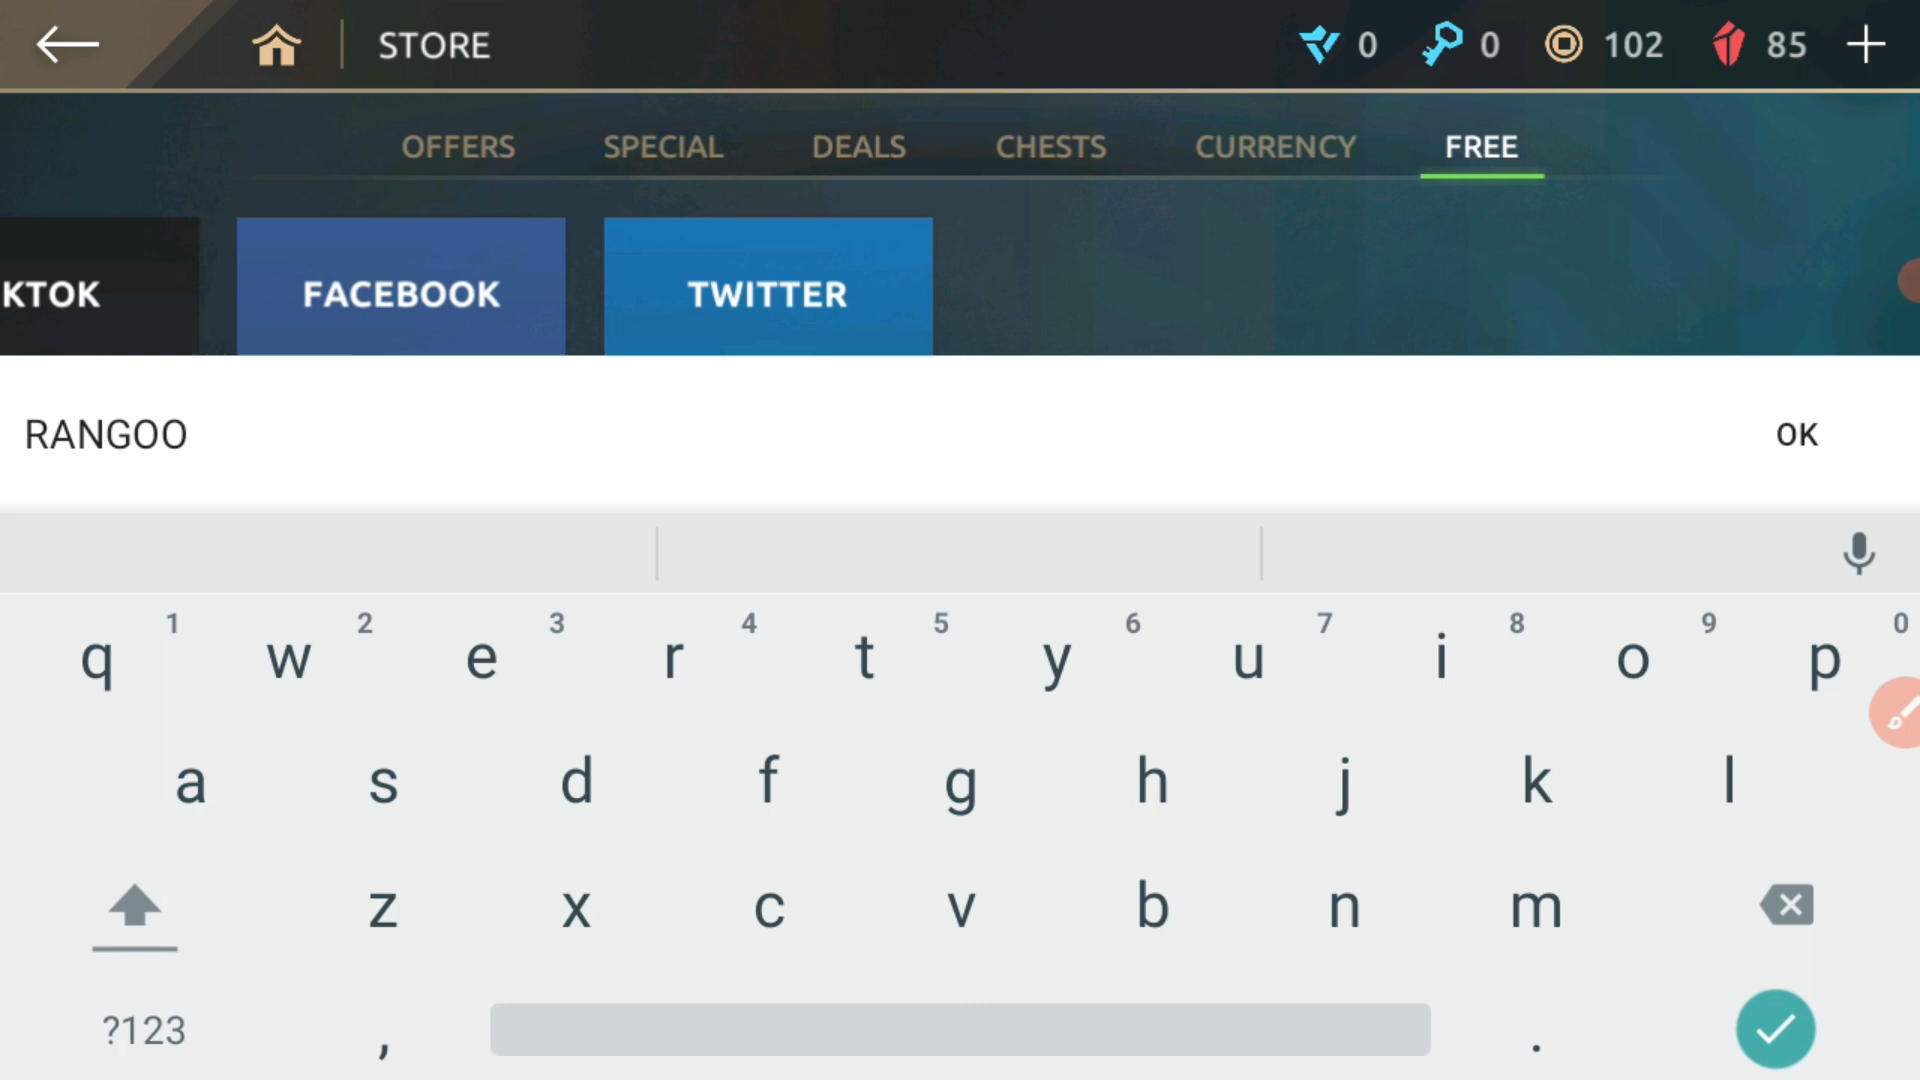 STORE 0 0 102 85
OFFERS SPECIAL DEALS CHESTS CURRENCY FREE
KTOK FACEBOOK TWITTER
RANGOO OK
1 2 3 4 5 6 7 8 9 0
q w e r t y u i o p
a s d f g h j k l
z x c v b n m
?123 , .